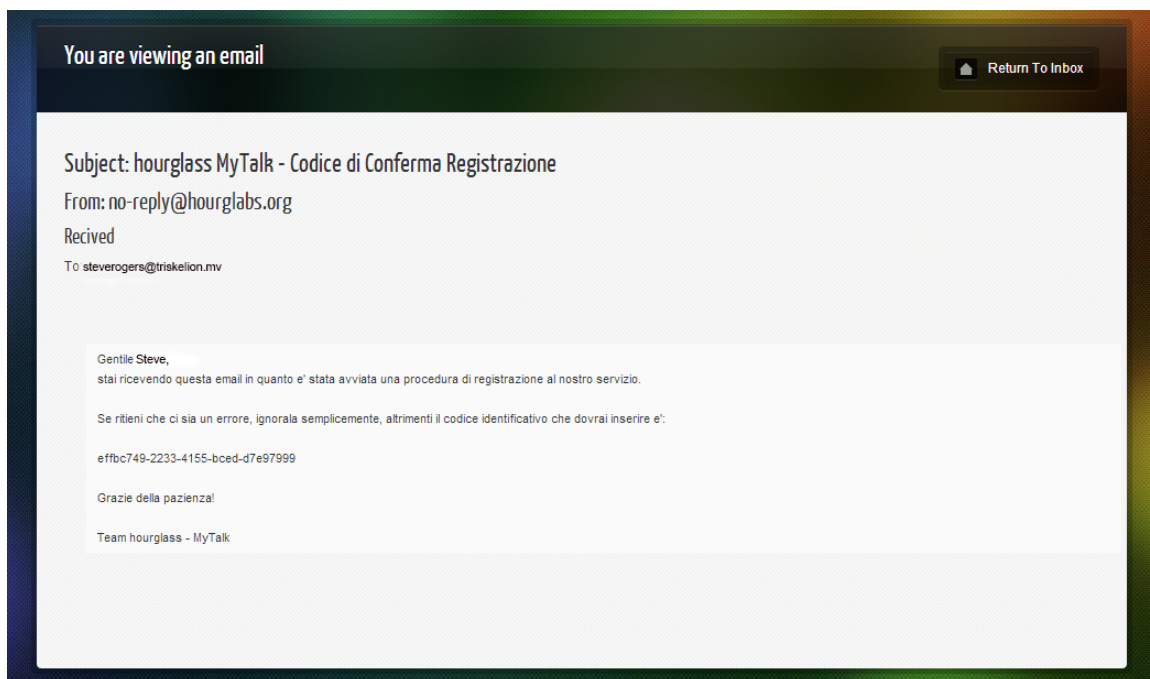 You are viewing an email
Return To Inbox
Subject: hourglass MyTalk - Codice di Conferma Registrazione
From: no-reply@hourglabs.org
Recived
To steverogers@triskelion.mv
Gentile Steve,
stai ricevendo questa email in quanto e' stata avviata una procedura di registrazione al nostro servizio.
Se ritieni che ci sia un errore, ignorala semplicemente, altrimenti il codice identificativo che dovrai inserire e':
effbc749-2233-4155-bced-d7e97999
Grazie della pazienza!
Team hourglass - MyTalk